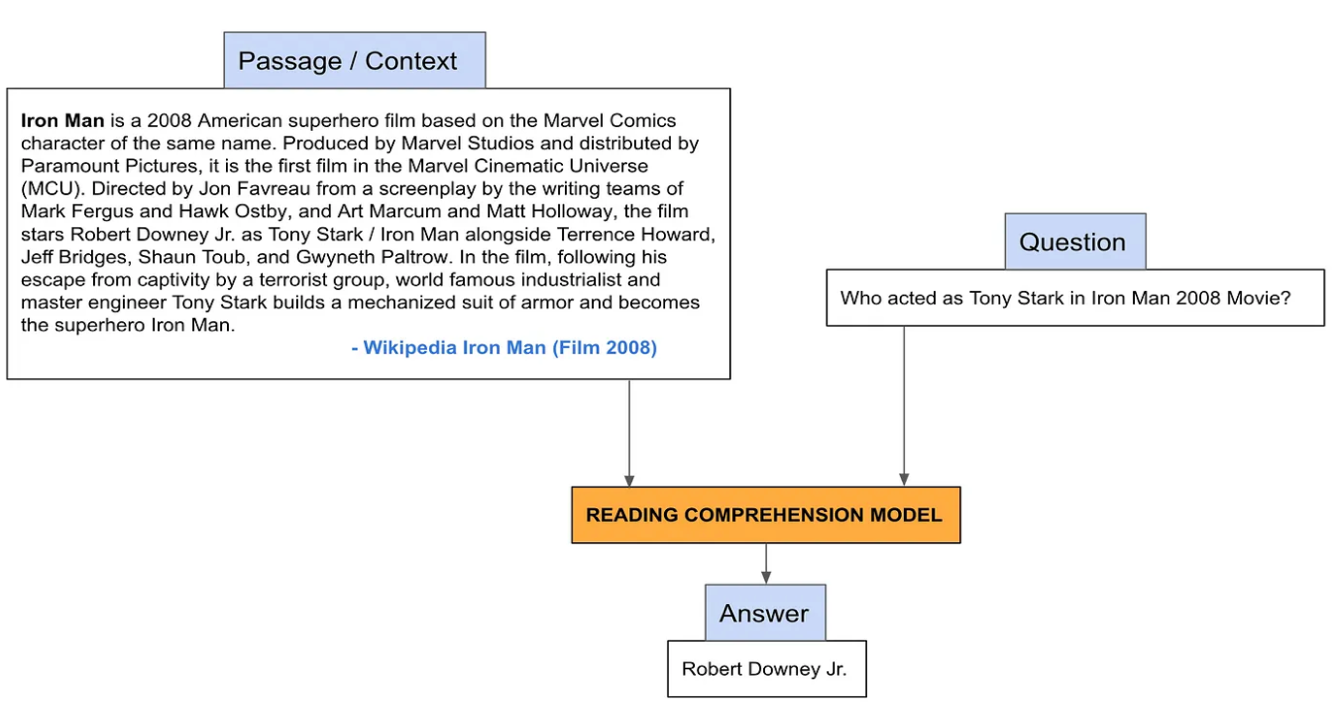 Passage / Context
Iron Man is a 2008 American superhero film based on the Marvel Comics
character of the same name. Produced by Marvel Studios and distributed by
Paramount Pictures, it is the first film in the Marvel Cinematic Universe
(MCU). Directed by Jon Favreau from a screenplay by the writing teams of
Mark Fergus and Hawk Ostby, and Art Marcum and Matt Holloway, the film
stars Robert Downey Jr. as Tony Stark / Iron Man alongside Terrence Howard,
Jeff Bridges, Shaun Toub, and Gwyneth Paltrow. In the film, following his
escape from captivity by a terrorist group, world famous industrialist and
master engineer Tony Stark builds a mechanized suit of armor and becomes
the superhero Iron Man.
- Wikipedia Iron Man (Film 2008)
Question
Who acted as Tony Stark in Iron Man 2008 Movie?
READING COMPREHENSION MODEL
Answer
Robert Downey Jr.